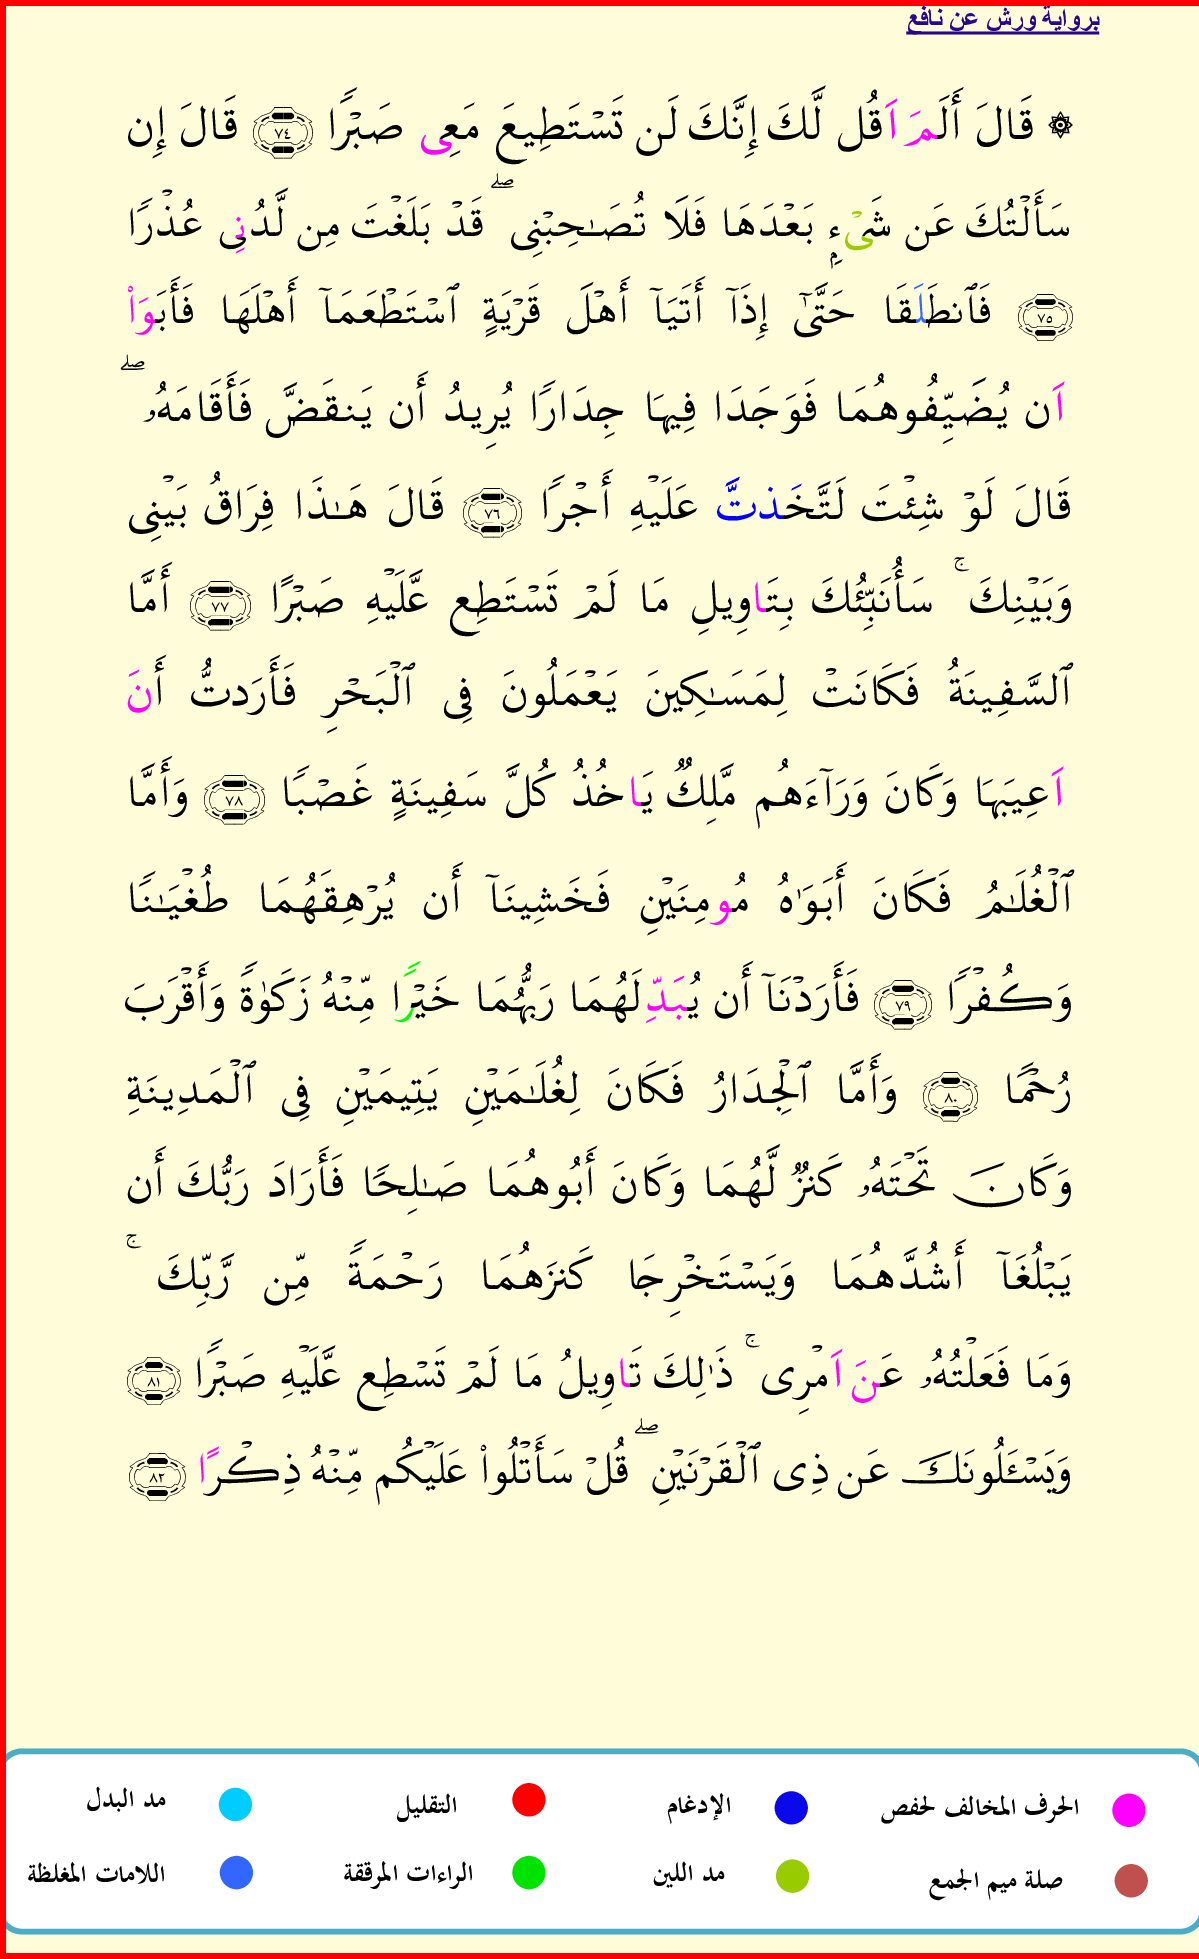 برواية ورش عن نافع
۞ قَالَ أَلَمَ اَقُل لَّكَ إِنَّكَ لَن تَسْتَطِيعَ مَعِى صَبْرًا ٧٤ قَالَ إِن
سَأَلْتُكَ عَن شَىْءٍۭ بَعْدَهَا فَلَا تُصَـٰحِبْنِى ۖ قَدْ بَلَغْتَ مِن لَّدُنِى عُذْرًا
٧٥ فَٱنطَلَقَا حَتَّىٰٓ إِذَآ أَتَيَآ أَهْلَ قَرْيَةٍ ٱسْتَطْعَمَآ أَهْلَهَا فَأَبَوَاْ
اَن يُضَيِّفُوهُمَا فَوَجَدَا فِيهَا جِدَارًا يُرِيدُ أَن يَنقَضَّ فَأَقَامَهُۥ ۖ
قَالَ لَوْ شِئْتَ لَتَّخَذتَّ عَلَيْهِ أَجْرًا ٧٦ قَالَ هَـٰذَا فِرَاقُ بَيْنِى
وَبَيْنِكَ ۚ سَأُنَبِّئُكَ بِتَاوِيلِ مَا لَمْ تَسْتَطِع عَّلَيْهِ صَبْرًا ٧٧ أَمَّا
ٱلسَّفِينَةُ فَكَانَتْ لِمَسَـٰكِينَ يَعْمَلُونَ فِى ٱلْبَحْرِ فَأَرَدتُّ أَنَ
اَعِيبَهَا وَكَانَ وَرَآءَهُم مَّلِكٌ يَاخُذُ كُلَّ سَفِينَةٍ غَصْبًا ٧٨ وَأَمَّا
ٱلْغُلَـٰمُ فَكَانَ أَبَوَٰهُ مُومِنَيْنِ فَخَشِينَآ أَن يُرْهِقَهُمَا طُغْيَـٰنًا
وَكُفْرًا ٧٩ فَأَرَدْنَآ أَن يُبَدِّلَهُمَا رَبُّهُمَا خَيْرًا مِّنْهُ زَكَوٰةً وَأَقْرَبَ
رُحْمًا ٨٠ وَأَمَّا ٱلْجِدَارُ فَكَانَ لِغُلَـٰمَيْنِ يَتِيمَيْنِ فِى ٱلْمَدِينَةِ
وَكَانَ تَحْتَهُۥ كَنزٌ لَّهُمَا وَكَانَ أَبُوهُمَا صَـٰلِحًا فَأَرَادَ رَبُّكَ أَن
يَبْلُغَآ أَشُدَّهُمَا وَيَسْتَخْرِجَا كَنزَهُمَا رَحْمَةً مِّن رَّبِّكَ ۚ
وَمَا فَعَلْتُهُۥ عَنَ اَمْرِى ۚ ذَٰلِكَ تَاوِيلُ مَا لَمْ تَسْطِع عَّلَيْهِ صَبْرًا ٨١
وَيَسْـَٔلُونَكَ عَن ذِى ٱلْقَرْنَيْنِ ۖ قُلْ سَأَتْلُواْ عَلَيْكُم مِّنْهُ ذِكْرًا ٨٢
الحرف المخالف لحفص الإدغام التقليل مد البدل
صلة ميم الجمع مد اللين الراءات المرققة اللامات المغلظة